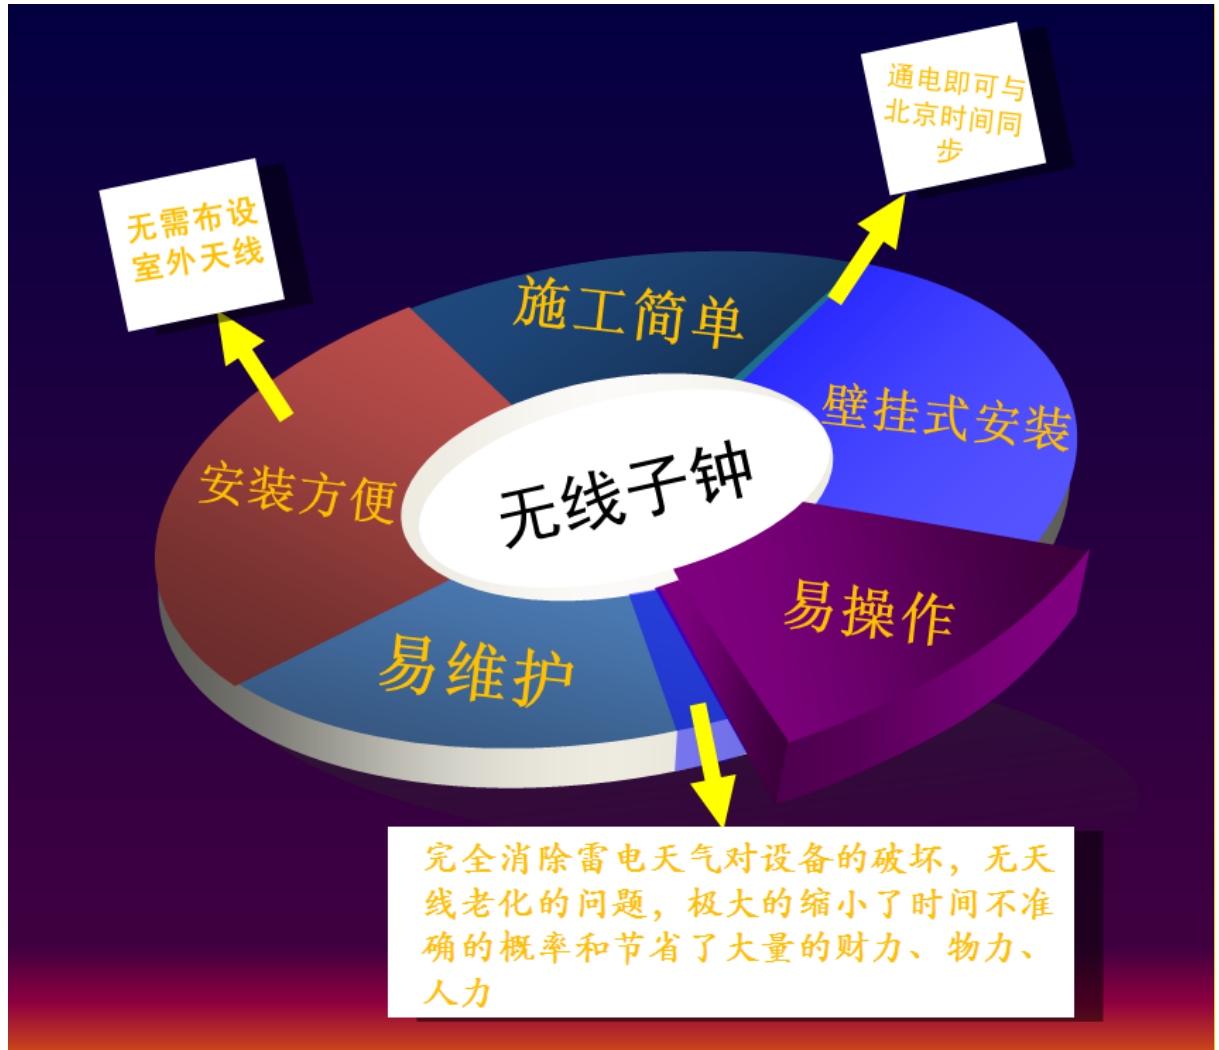 通电即可与
北京时间同
步
无需布设
室外天线
施工简单
壁挂式安装
安装方便
无线子钟
易操作
易维护
完全消除雷电天气对设备的破坏，无天
线老化的问题，极大的缩小了时间不准
确的概率和节省了大量的财力、物力、
人力